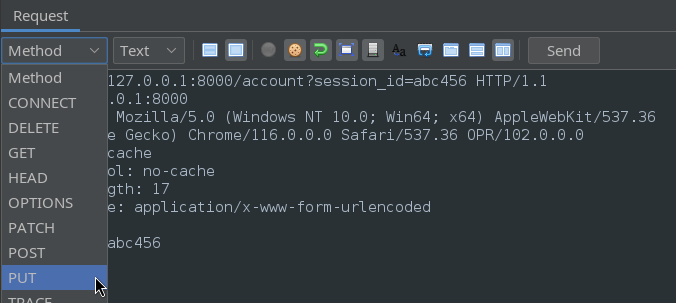 Request
Method Text Send
Method
CONNECT
DELETE
GET
HEAD
OPTIONS
PATCH
POST
PUT
TRACE
127.0.0.1:8000/account?session_id=abc456 HTTP/1.1
.0.1:8000
Mozilla/5.0 (Windows NT 10.0; Win64; x64) AppleWebKit/537.36
e Gecko) Chrome/116.0.0.0 Safari/537.36 OPR/102.0.0.0
cache
ol: no-cache
gth: 17
e: application/x-www-form-urlencoded
abc456